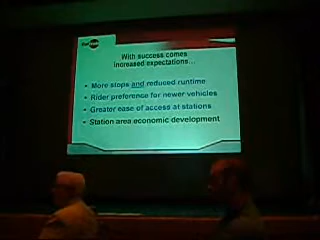 With success comes
increased expectations...
• More stops and reduced runtime
• Rider preference for newer vehicles
• Greater ease of access at stations
• Station area economic development